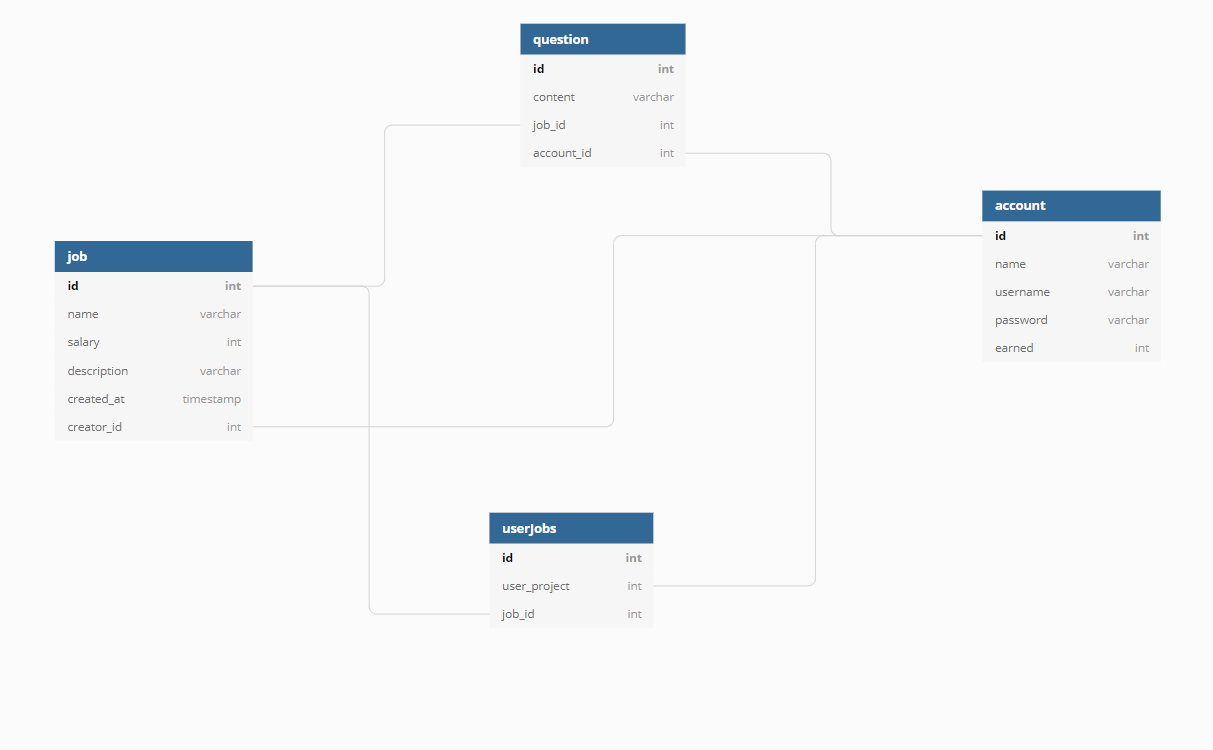 question
id int
content varchar
job_id int
account_id int
account
id int
name varchar
username varchar
password varchar
earned int
job
id int
name varchar
salary int
description varchar
created_at timestamp
creator_id int
userjobs
id int
user_project int
job_id int